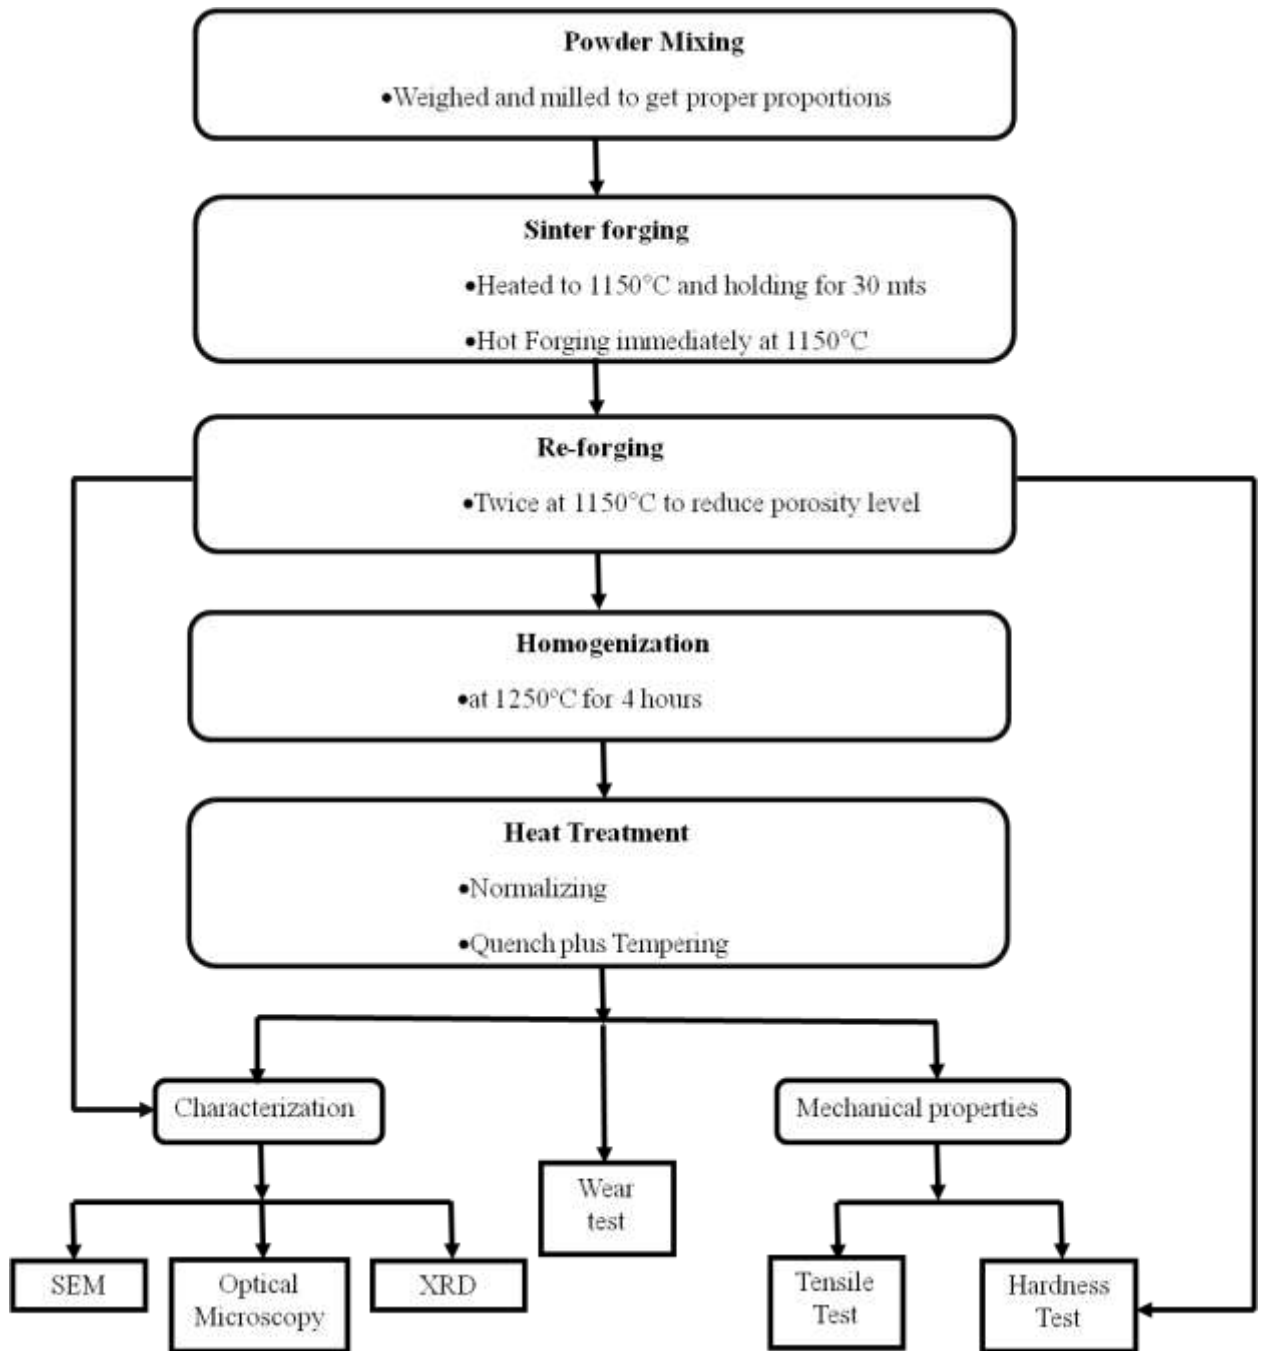 Powder Mixing
•Weighed and milled to get proper proportions
Sinter forging
•Heated to 1150°C and holding for 30 mts
•Hot Forging immediately at 1150°C
Re-forging
•Twice at 1150°C to reduce porosity level
Homogenization
•at 1250°C for 4 hours
Heat Treatment
•Normalizing
•Quench plus Tempering
Characterization
Mechanical properties
Wear
test
SEM
Optical
Microscopy
XRD
Tensile
Test
Hardness
Test